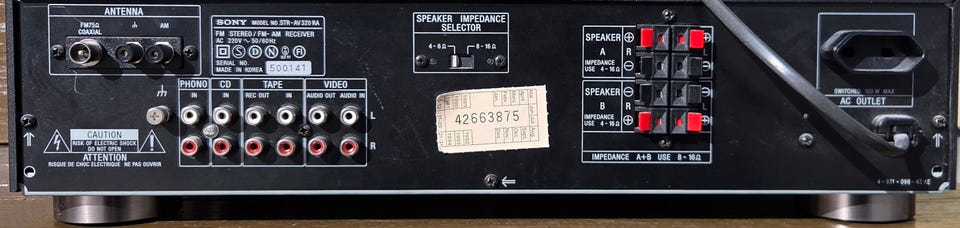 ANTENNA
FM75Ω
COAXIAL
AM
SONY MODEL NO. STR-AV320 RA
FM STEREO/FM-AM RECEIVER
AC 220V ~ 50/60Hz
SERIAL NO.
MADE IN KOREA 500141
SPEAKER IMPEDANCE
SELECTOR
4-6Ω
8-16Ω
SPEAKER
A
R
L
IMPEDANCE
USE 4-16Ω
SPEAKER
B
R
L
IMPEDANCE
USE 4-16Ω
IMPEDANCE A+B USE 8-16Ω
SWITCHED 100W MAX
AC OUTLET
PHONO CD TAPE VIDEO
IN IN REC OUT IN AUDIO OUT AUDIO IN
L
R
42663875
CAUTION
RISK OF ELECTRIC SHOCK
DO NOT OPEN
ATTENTION
RISQUE DE CHOC ELECTRIQUE NE PAS OUVRIR